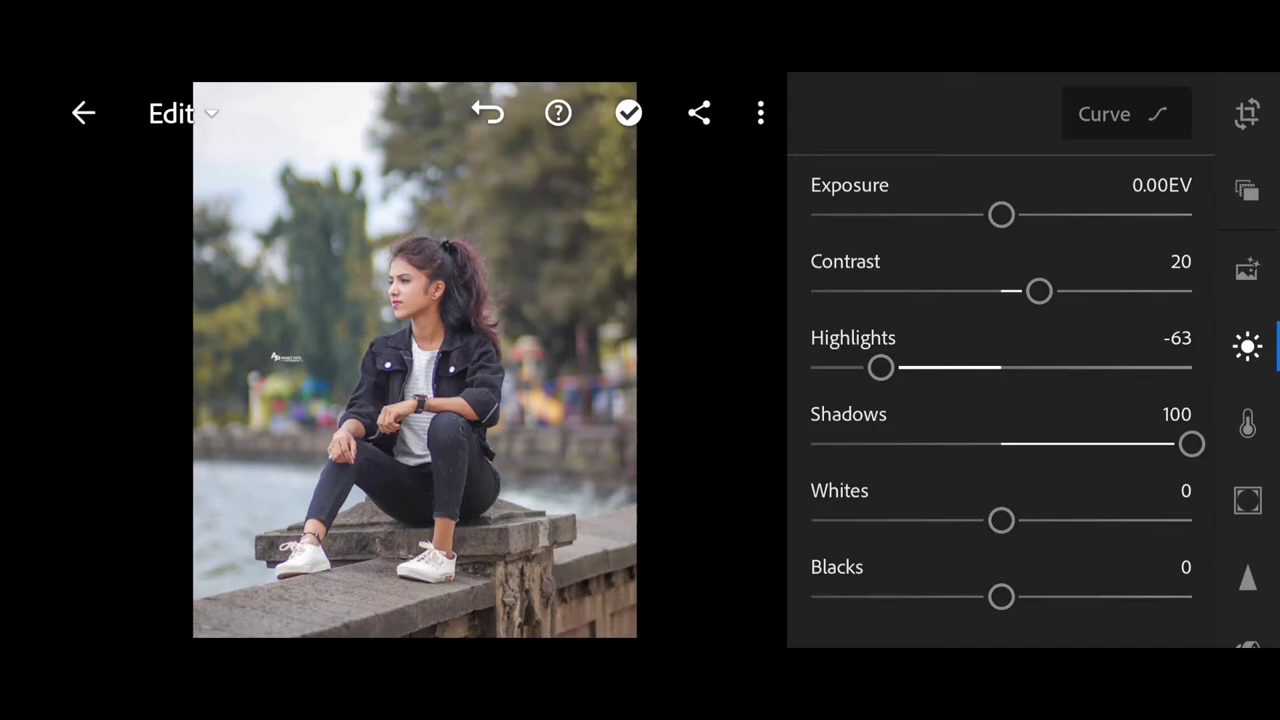 Edit
Curve
Exposure 0.00EV
Contrast 20
Highlights -63
Shadows 100
Whites 0
Blacks 0